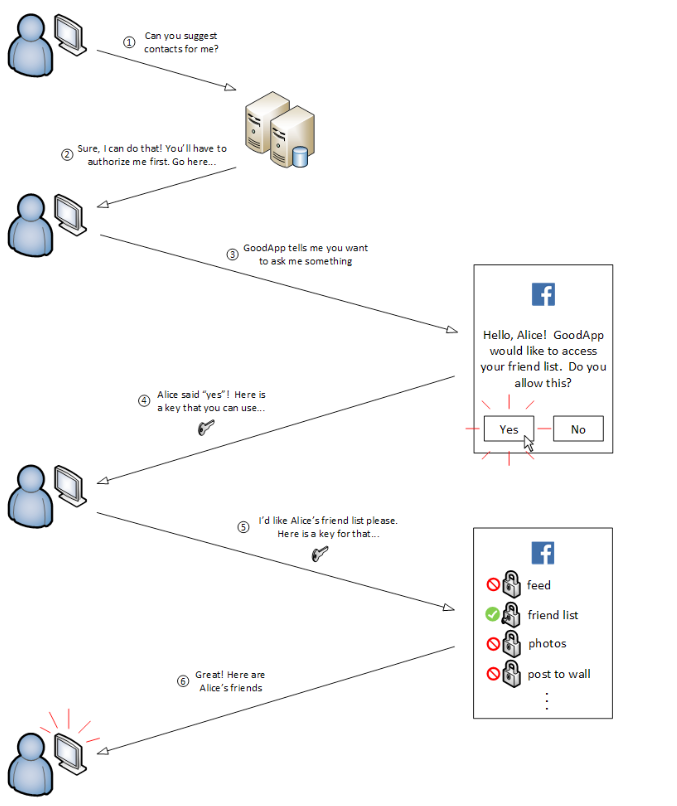 ① Can you suggest
contacts for me?
② Sure, I can do that! You'll have to
authorize me first. Go here...
③ GoodApp tells me you want
to ask me something
f
Hello, Alice! GoodApp
would like to access
your friend list. Do you
allow this?
Yes
No
④ Alice said "yes"! Here is
a key that you can use...
⑤ I'd like Alice's friend list please.
Here is a key for that...
f
feed
friend list
photos
post to wall
⑥ Great! Here are
Alice's friends